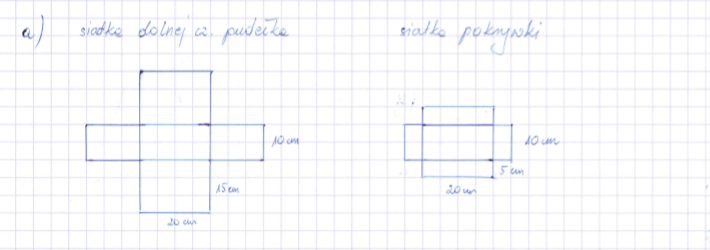 a) siatka dolnej cz. pudełka
siatka pokrywki
10 cm
15 cm
20 cm
10 cm
5 cm
20 cm